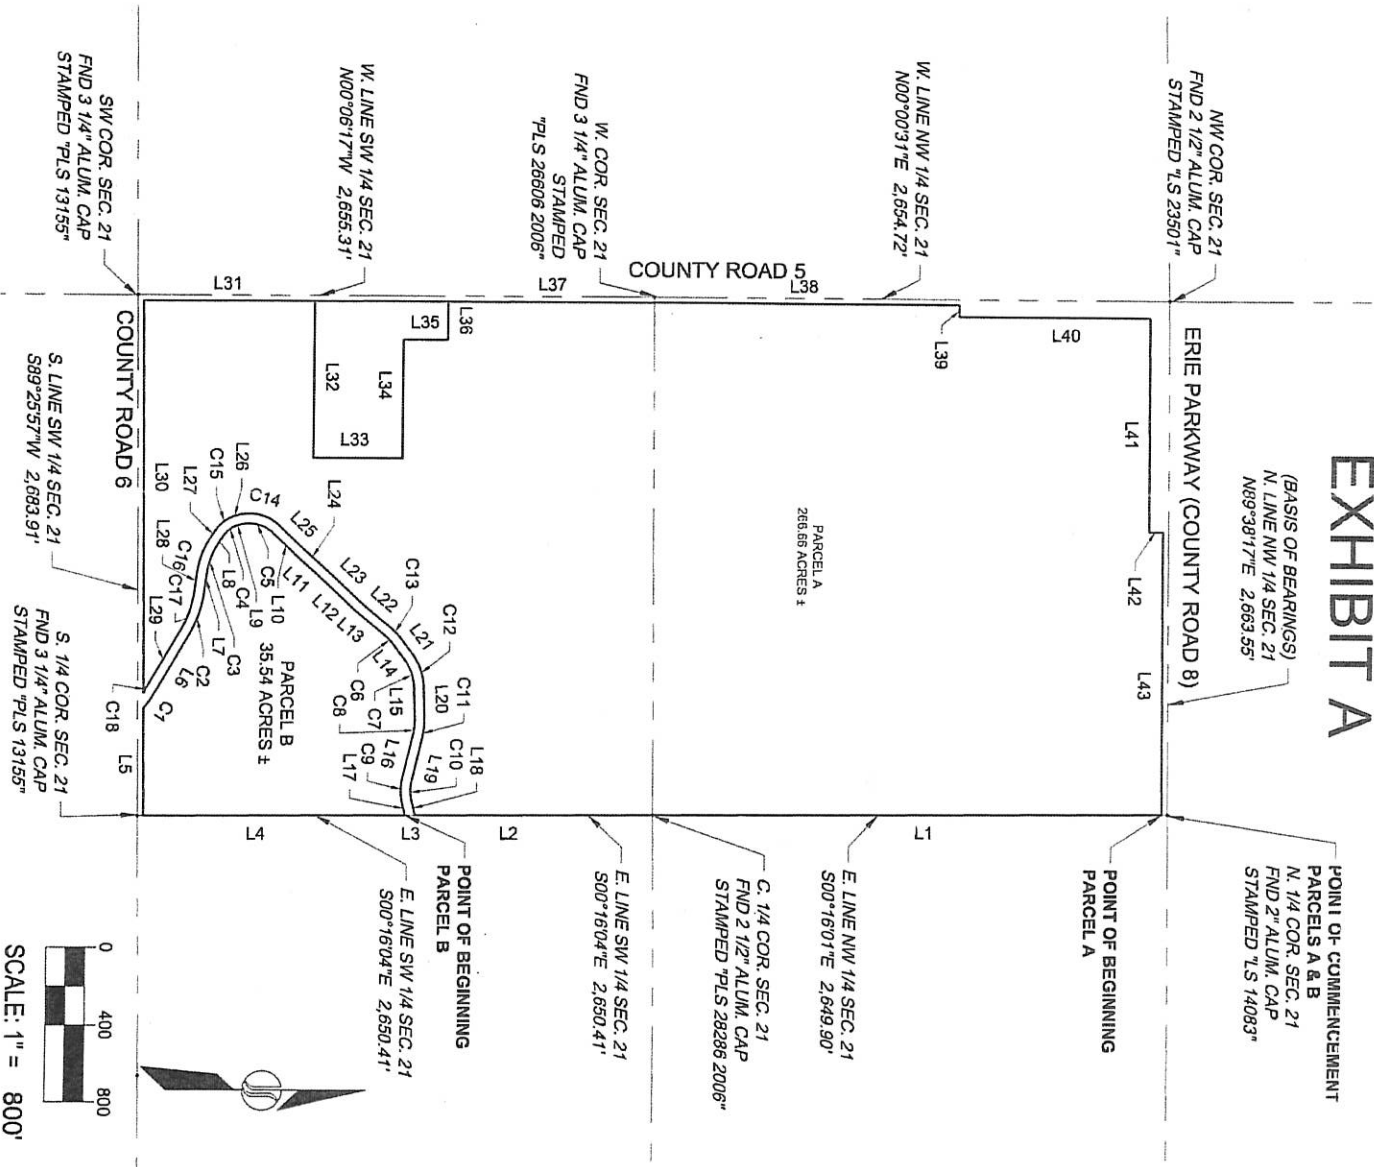 EXHIBIT A
(BASIS OF BEARINGS)
N. LINE NW 1/4 SEC. 21
N89°38'17"E 2,663.55'
NW COR. SEC. 21
FND 2 1/2" ALUM. CAP
STAMPED "LS 23501"
ERIE PARKWAY (COUNTY ROAD 8)
POINT OF COMMENCEMENT
PARCELS A & B
N. 1/4 COR. SEC. 21
FND 2" ALUM. CAP
STAMPED "LS 14083"
L40
L41
L42
L43
L39
POINT OF BEGINNING
PARCEL A
W. LINE NW 1/4 SEC. 21
N00°00'31"E 2,654.72'
L38
L1
E. LINE NW 1/4 SEC. 21
S00°16'01"E 2,649.90'
PARCEL A
266.66 ACRES ±
COUNTY ROAD 5
W. COR. SEC. 21
FND 3 1/4" ALUM. CAP
STAMPED
"PLS 26606 2006"
C. 1/4 COR. SEC. 21
FND 2 1/2" ALUM. CAP
STAMPED "PLS 28286 2006"
L37
E. LINE SW 1/4 SEC. 21
S00°16'04"E 2,650.41'
L2
L36
L35
L34
L33
L32
POINT OF BEGINNING
PARCEL B
L3
W. LINE SW 1/4 SEC. 21
N00°06'17"W 2,655.31'
L31
E. LINE SW 1/4 SEC. 21
S00°16'04"E 2,650.41'
L4
L18
C10
L19
C11
L20
C12
L21
C13
L22
L23
L24
L25
C14
L26
C15
L27
L30
L28
C16
C17
L29
L17
C9
L16
C8
C7
L15
C6
L14
L13
L12
L11
L10
C5
L9
C4
L8
C3
L7
C2
L6
C1
PARCEL B
35.54 ACRES ±
C18
L5
COUNTY ROAD 6
SW COR. SEC. 21
FND 3 1/4" ALUM. CAP
STAMPED "PLS 13155"
S. LINE SW 1/4 SEC. 21
S89°25'57"W 2,683.91'
S. 1/4 COR. SEC. 21
FND 3 1/4" ALUM. CAP
STAMPED "PLS 13155"
0 400 800
SCALE: 1" = 800'